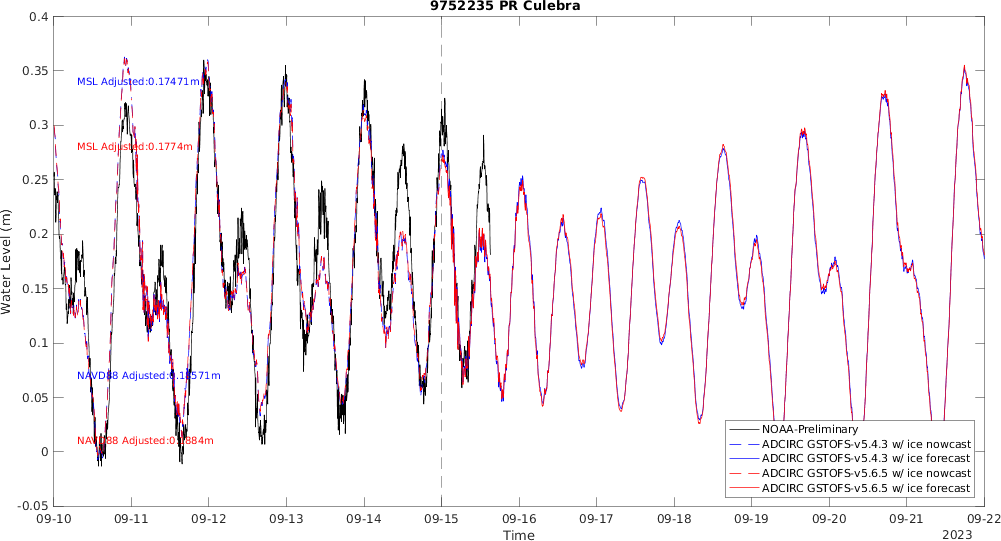 9752235 PR Culebra
0.4
0.35
0.3
0.25
0.2
0.15
0.1
0.05
0
-0.05
Water Level (m)
MSL Adjusted:0.17471m
MSL Adjusted:0.1774m
NAVD88 Adjusted:0.18571m
NAVD88 Adjusted:0.1884m
NOAA-Preliminary
ADCIRC GSTOFS-v5.4.3 w/ ice nowcast
ADCIRC GSTOFS-v5.4.3 w/ ice forecast
ADCIRC GSTOFS-v5.6.5 w/ ice nowcast
ADCIRC GSTOFS-v5.6.5 w/ ice forecast
09-10 09-11 09-12 09-13 09-14 09-15 09-16 09-17 09-18 09-19 09-20 09-21 09-22
Time
2023